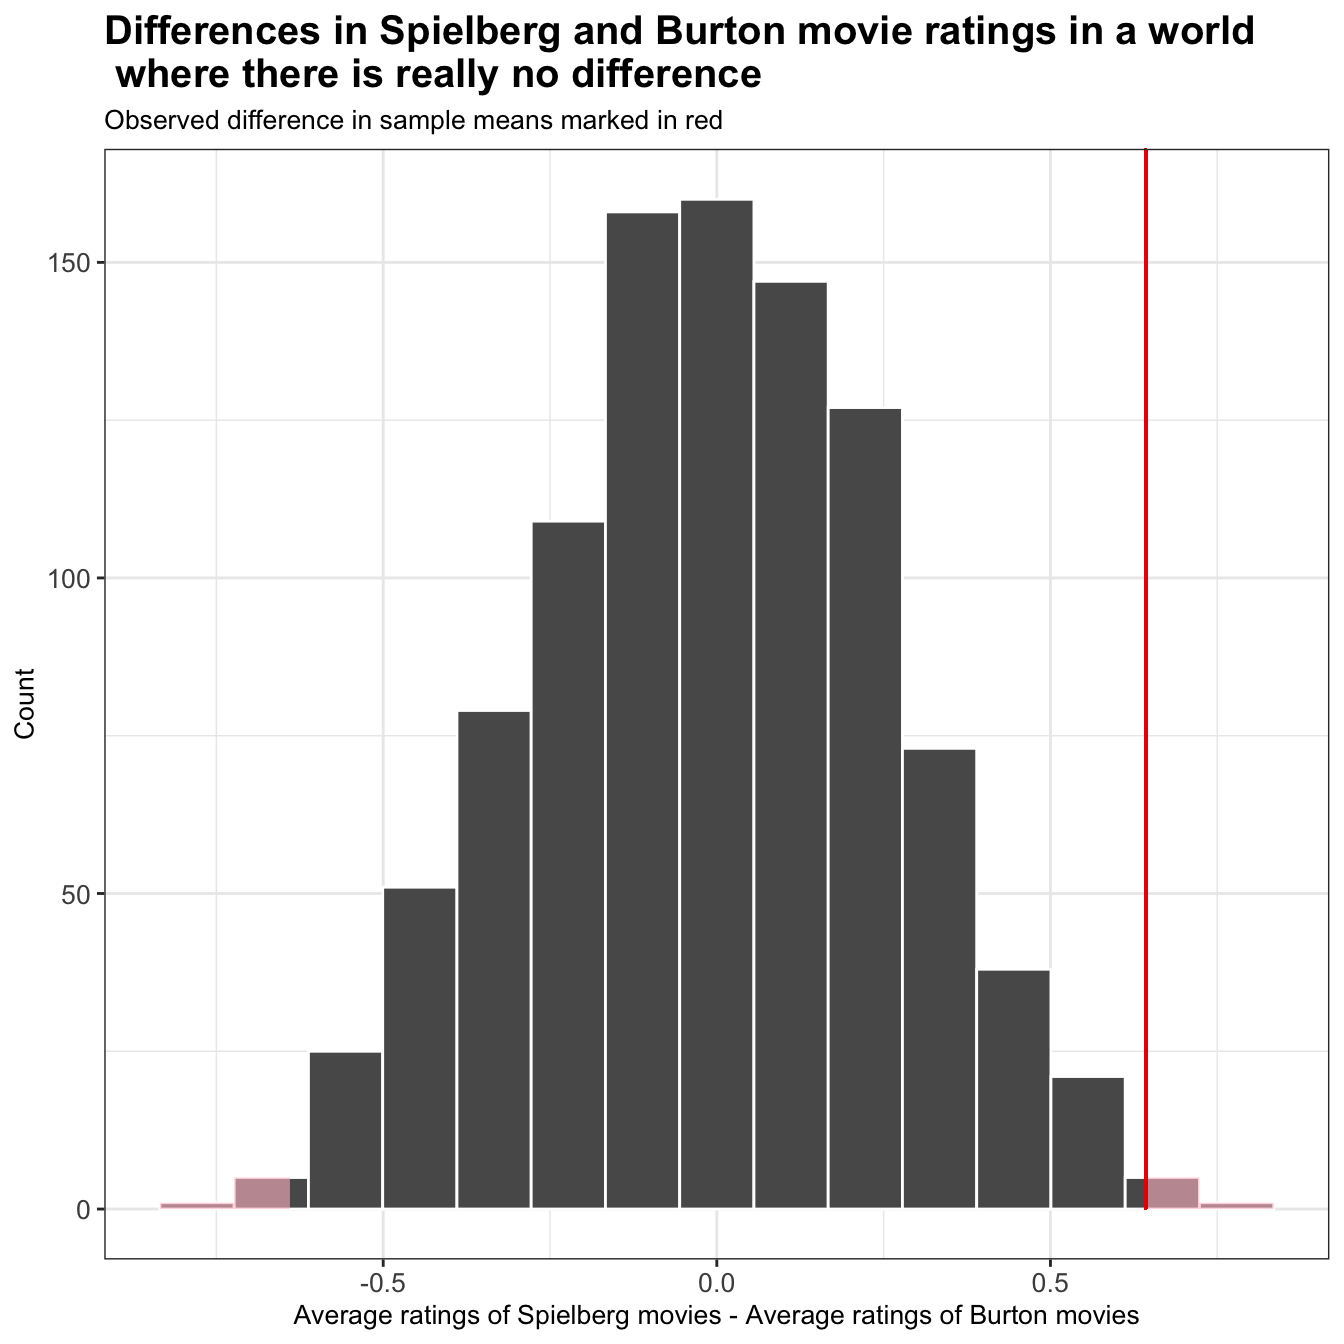 Differences in Spielberg and Burton movie ratings in a world
where there is really no difference
Observed difference in sample means marked in red
150
100
50
0
Count
-0.5 0.0 0.5
Average ratings of Spielberg movies - Average ratings of Burton movies